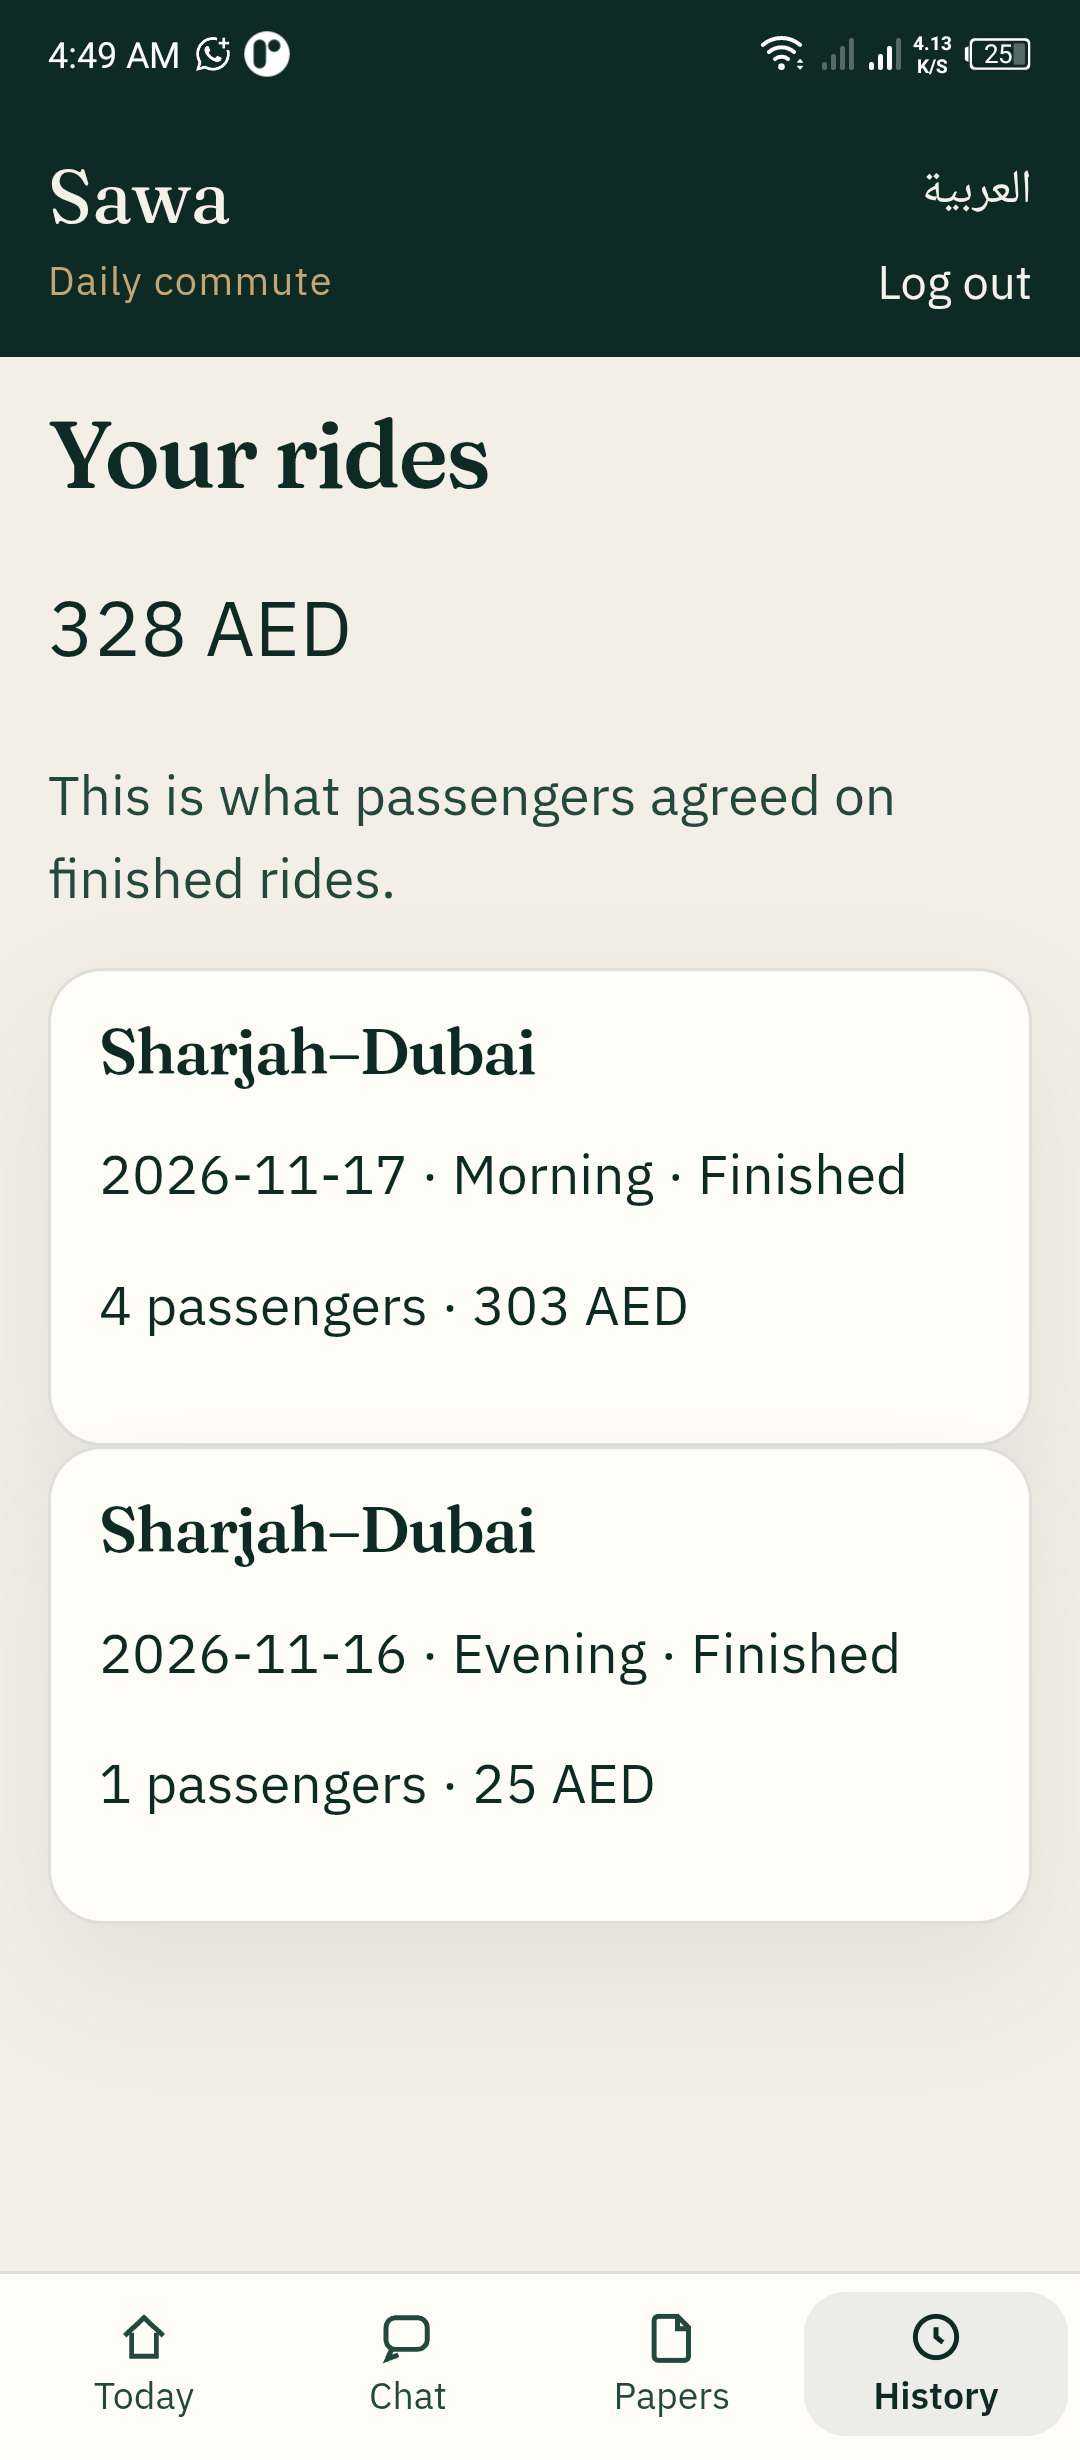 4:49 AM
4.13 K/S
25
Sawa
العربية
Daily commute
Log out
Your rides
328 AED
This is what passengers agreed on
finished rides.
Sharjah–Dubai
2026-11-17 · Morning · Finished
4 passengers · 303 AED
Sharjah–Dubai
2026-11-16 · Evening · Finished
1 passengers · 25 AED
Today
Chat
Papers
History